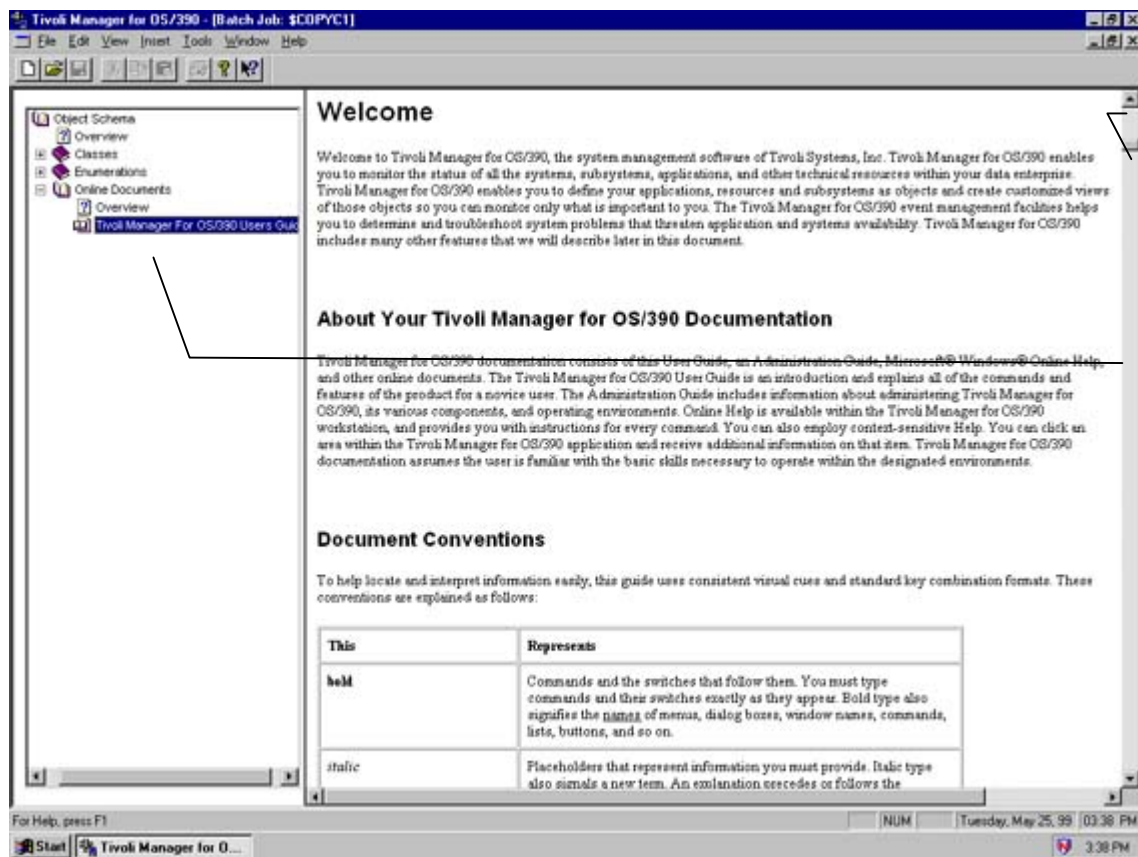 Tivoli Manager for OS/390 - [Batch Job: $COPYC1]
File Edit View Insert Tools Window Help
Object Schema
Overview
Classes
Enumerations
Online Documents
Overview
Tivoli Manager For OS/390 Users Guid
Welcome
Welcome to Tivoli Manager for OS/390, the system management software of Tivoli Systems, Inc. Tivoli Manager for OS/390 enables
you to monitor the status of all the systems, subsystems, applications, and other technical resources within your data enterprise.
Tivoli Manager for OS/390 enables you to define your applications, resources and subsystems as objects and create customized views
of those objects so you can monitor only what is important to you. The Tivoli Manager for OS/390 event management facilities helps
you to determine and troubleshoot system problems that threaten application and systems availability. Tivoli Manager for OS/390
includes many other features that we will describe later in this document.
About Your Tivoli Manager for OS/390 Documentation
Tivoli Manager for OS/390 documentation consists of this User Guide, an Administration Guide, Microsoft® Windows® Online Help,
and other online documents. The Tivoli Manager for OS/390 User Guide is an introduction and explains all of the commands and
features of the product for a novice user. The Administration Guide includes information about administering Tivoli Manager for
OS/390, its various components, and operating environments. Online Help is available within the Tivoli Manager for OS/390
workstation, and provides you with instructions for every command. You can also employ context-sensitive Help. You can click an
area within the Tivoli Manager for OS/390 application and receive additional information on that item. Tivoli Manager for OS/390
documentation assumes the user is familiar with the basic skills necessary to operate within the designated environments.
Document Conventions
To help locate and interpret information easily, this guide uses consistent visual cues and standard key combination formats. These
conventions are explained as follows:
This Represents
bold Commands and the switches that follow them. You must type
commands and their switches exactly as they appear. Bold type also
signifies the names of menus, dialog boxes, window names, commands,
lists, buttons, and so on.
italic Placeholders that represent information you must provide. Italic type
also signals a new term. An explanation precedes or follows the
For Help, press F1 NUM Tuesday, May 25, 99 03:38 PM
Start Tivoli Manager for O... 3:38 PM